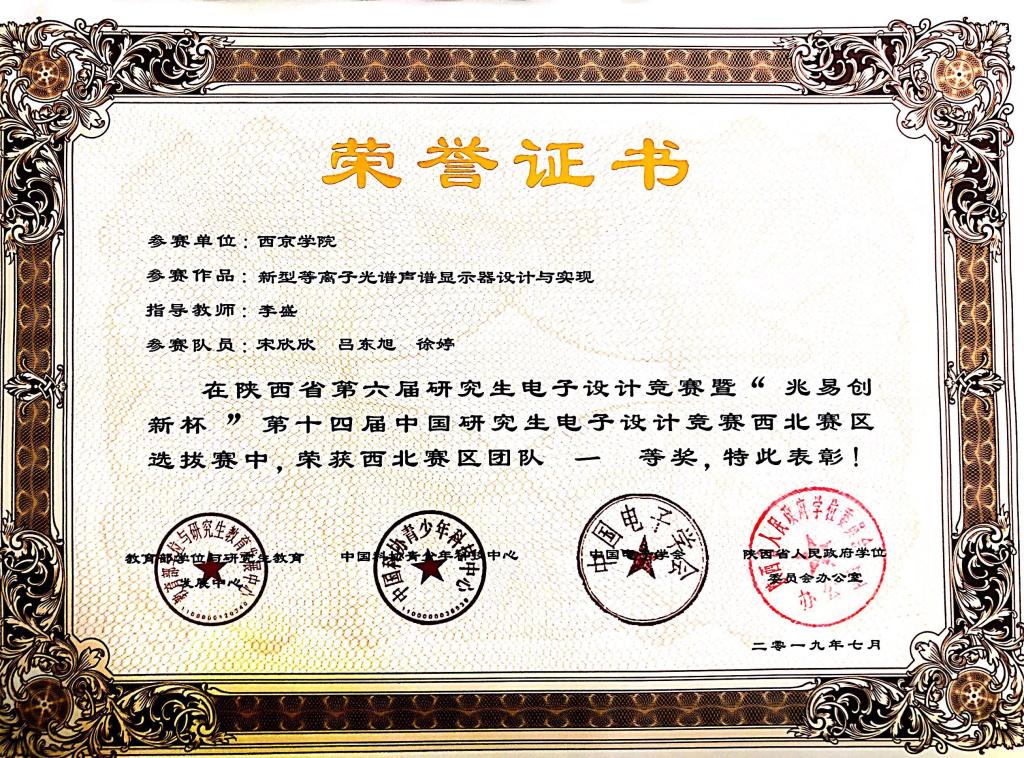 荣誉证书
参赛单位：西京学院
参赛作品：新型等离子光谱声谱显示器设计与实现
指导教师：李盛
参赛队员：宋欣欣 吕东旭 徐婷
在陕西省第六届研究生电子设计竞赛暨“兆易创
新杯”第十四届中国研究生电子设计竞赛西北赛区
选拔赛中，荣获西北赛区团队 一 等奖，特此表彰！
教育部学位与研究生教育
发展中心
中国科协青少年科技中心
中国电子学会
陕西省人民政府学位
委员会办公室
二零一九年七月